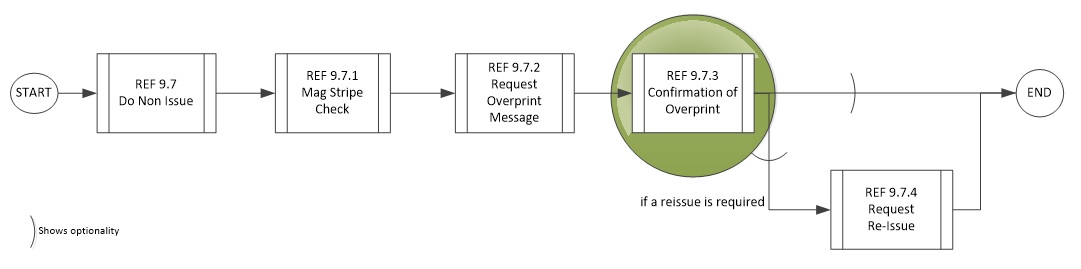 START
REF 9.7
Do Non Issue
REF 9.7.1
Mag Stripe
Check
REF 9.7.2
Request
Overprint
Message
REF 9.7.3
Confirmation of
Overprint
END
if a reissue is required
REF 9.7.4
Request
Re-Issue
Shows optionality